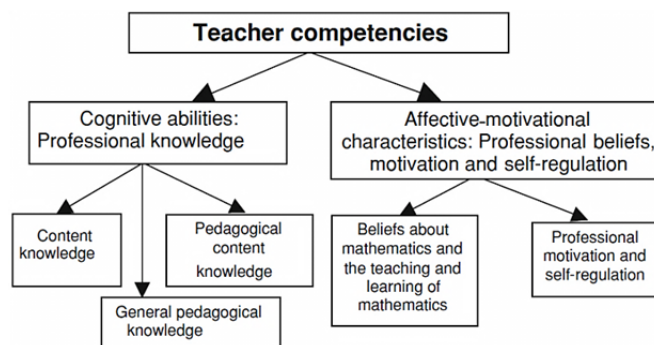 Teacher competencies
Cognitive abilities:
Professional knowledge
Affective-motivational
characteristics: Professional beliefs,
motivation and self-regulation
Content
knowledge
Pedagogical
content
knowledge
General pedagogical
knowledge
Beliefs about
mathematics and
the teaching and
learning of
mathematics
Professional
motivation and
self-regulation